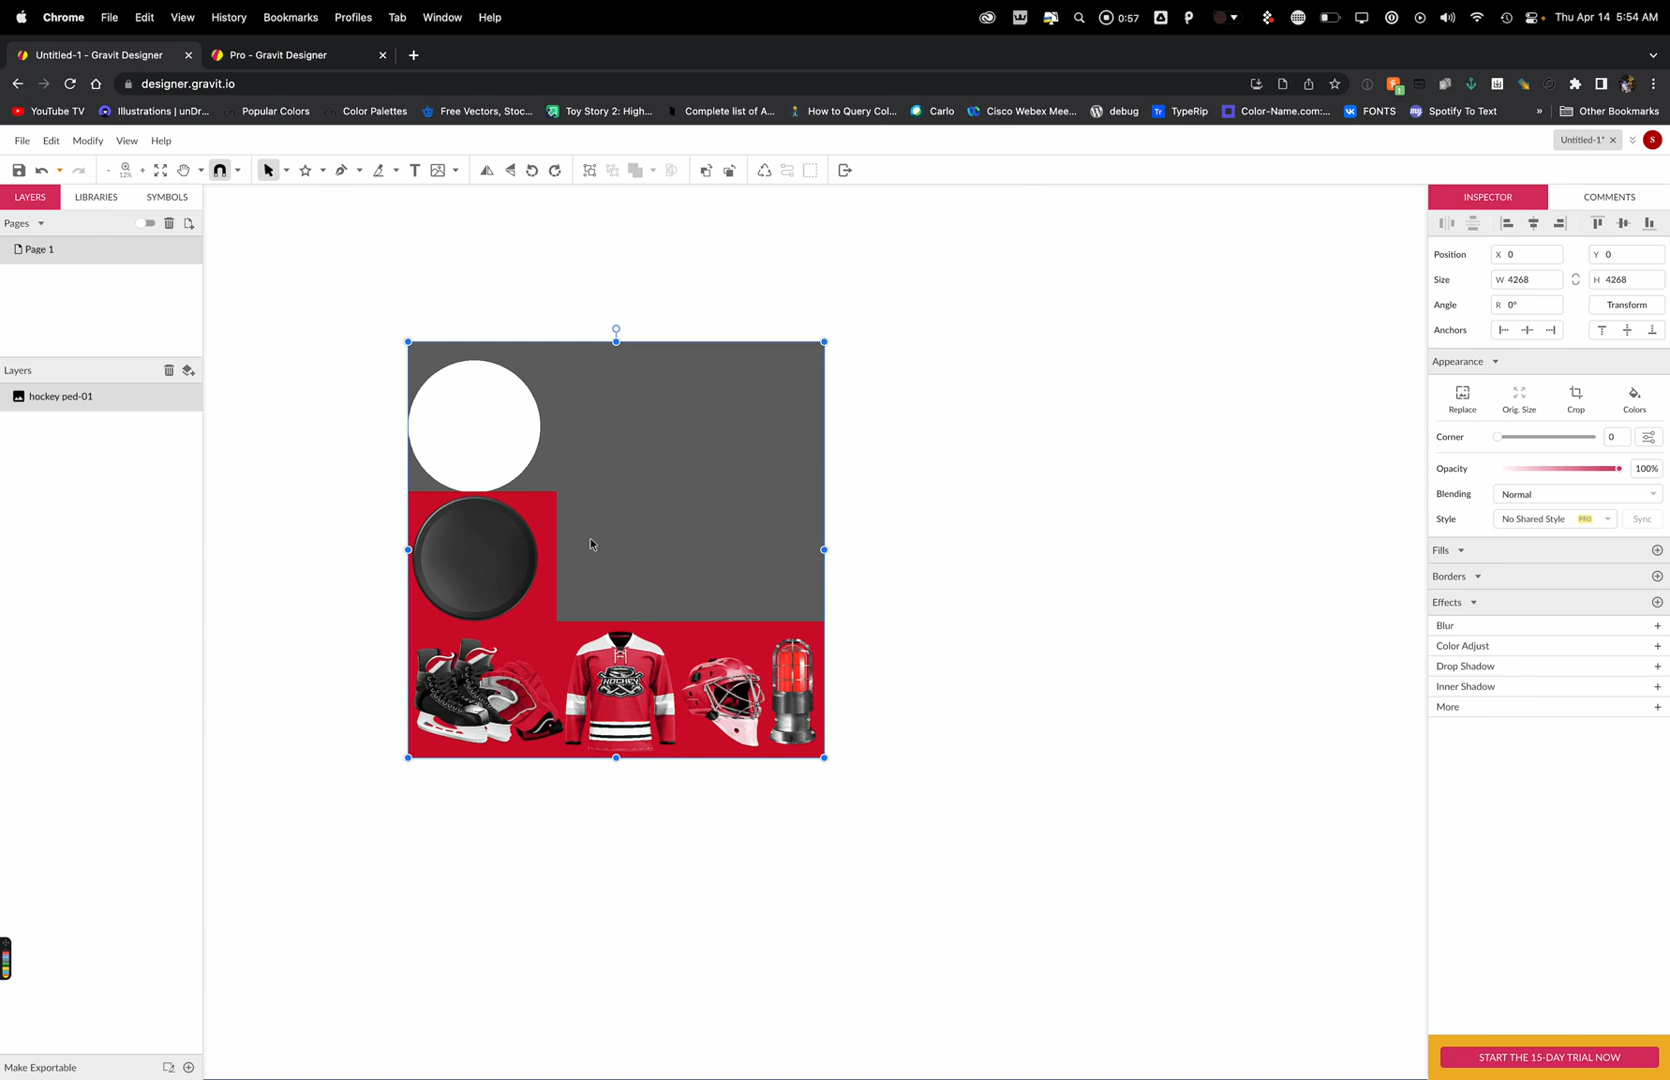 Chrome File Edit View History Bookmarks Profiles Tab Window Help 0:57 Thu Apr 14 5:54 AM
Untitled-1 - Gravit Designer Pro - Gravit Designer
designer.gravit.io
YouTube TV Illustrations | unDr... Popular Colors Color Palettes Free Vectors, Stoc... Toy Story 2: High... Complete list of A... How to Query Col... Carlo Cisco Webex Mee... debug TypeRip Color-Name.com:... FONTS Spotify To Text » Other Bookmarks
File Edit Modify View Help Untitled-1* S
12%
LAYERS LIBRARIES SYMBOLS INSPECTOR COMMENTS
Pages
Page 1
Position X 0 Y 0
Size W 4268 H 4268
Angle R 0° Transform
Anchors
Layers
hockey ped-01
Appearance
Replace Orig. Size Crop Colors
Corner 0
Opacity 100%
Blending Normal
Style No Shared Style PRO Sync
Fills
Borders
Effects
Blur
Color Adjust
Drop Shadow
Inner Shadow
More
HOCKEY
Make Exportable
START THE 15-DAY TRIAL NOW